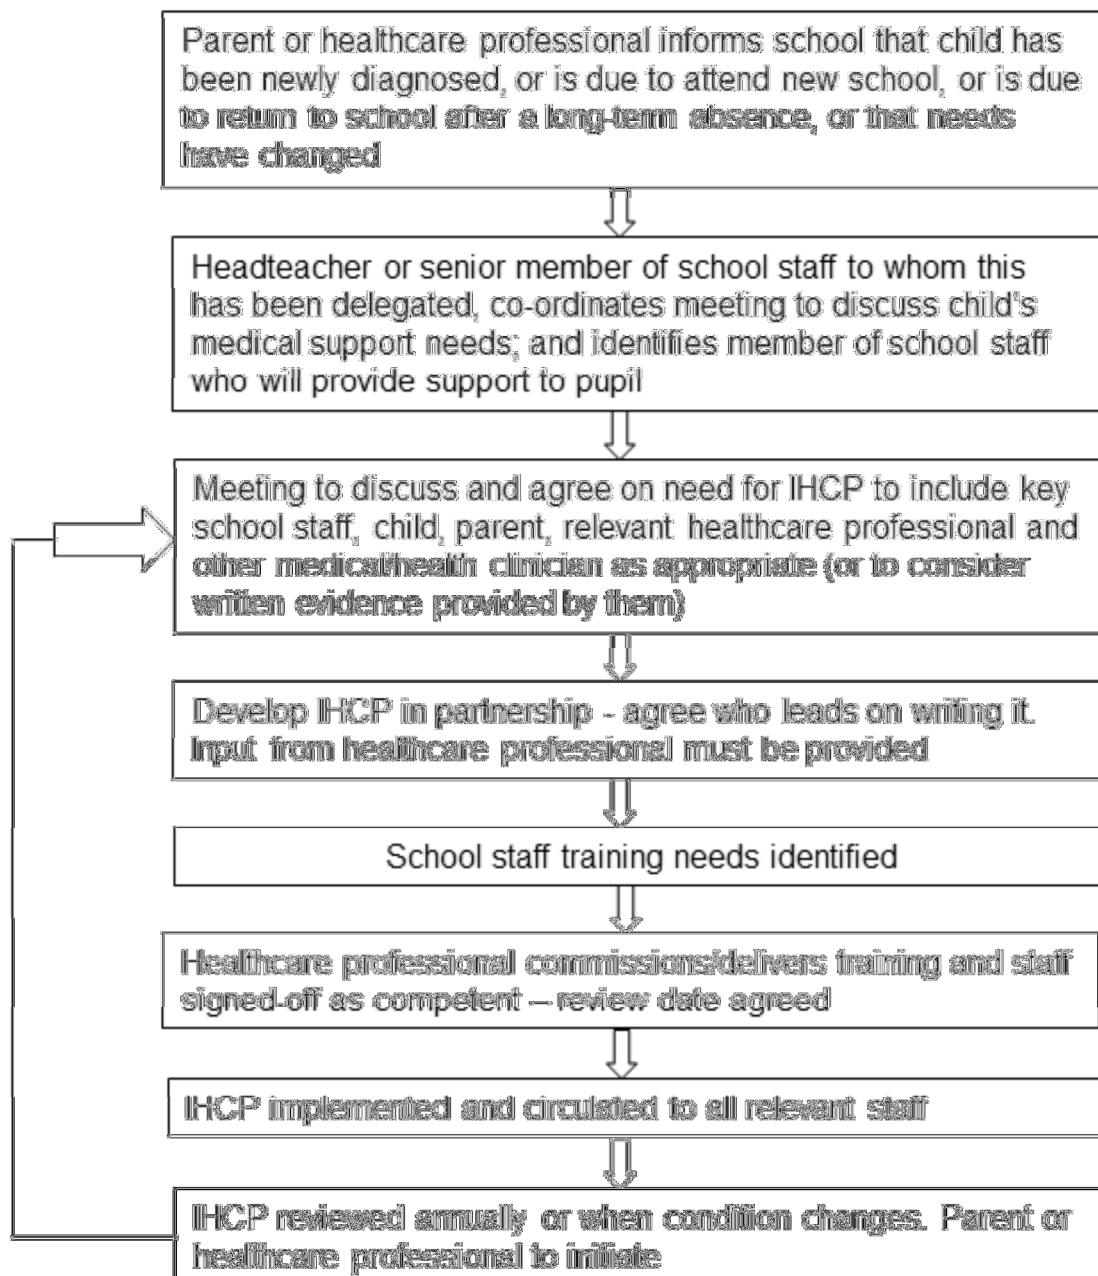 Parent or healthcare professional informs school that child has
been newly diagnosed, or is due to attend new school, or is due
to return to school after a long-term absence, or that needs
have changed
Headteacher or senior member of school staff to whom this
has been delegated, co-ordinates meeting to discuss child's
medical support needs; and identifies member of school staff
who will provide support to pupil
Meeting to discuss and agree on need for IHCP to include key
school staff, child, parent, relevant healthcare professional and
other medical/health clinician as appropriate (or to consider
written evidence provided by them)
Develop IHCP in partnership - agree who leads on writing it.
Input from healthcare professional must be provided
School staff training needs identified
Healthcare professional commissions/delivers training and staff
signed-off as competent – review date agreed
IHCP implemented and circulated to all relevant staff
IHCP reviewed annually or when condition changes. Parent or
healthcare professional to initiate